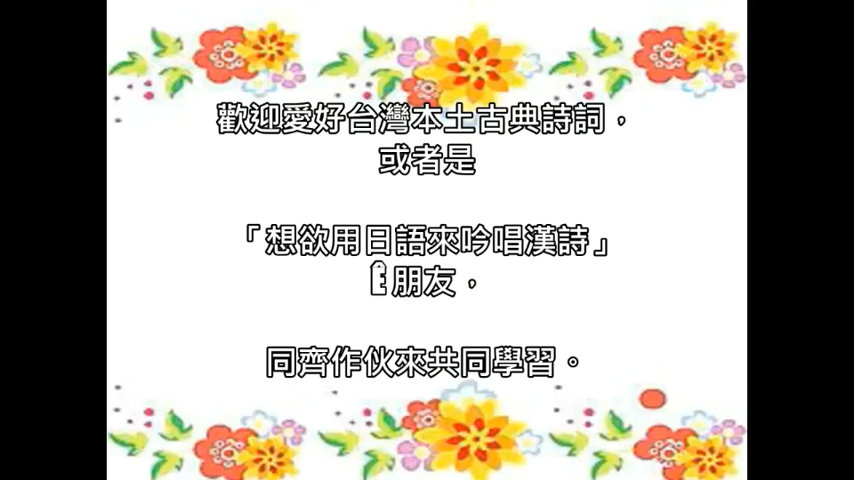 歡迎愛好台灣本土古典詩詞，
或者是
「想欲用日語來吟唱漢詩」
Ê朋友，
同齊作伙來共同學習。